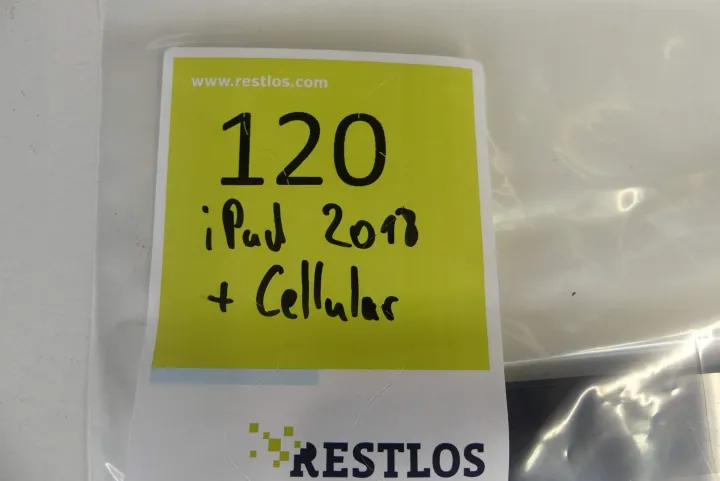 www.restlos.com
120
iPad 2018
+ Cellular
RESTLOS